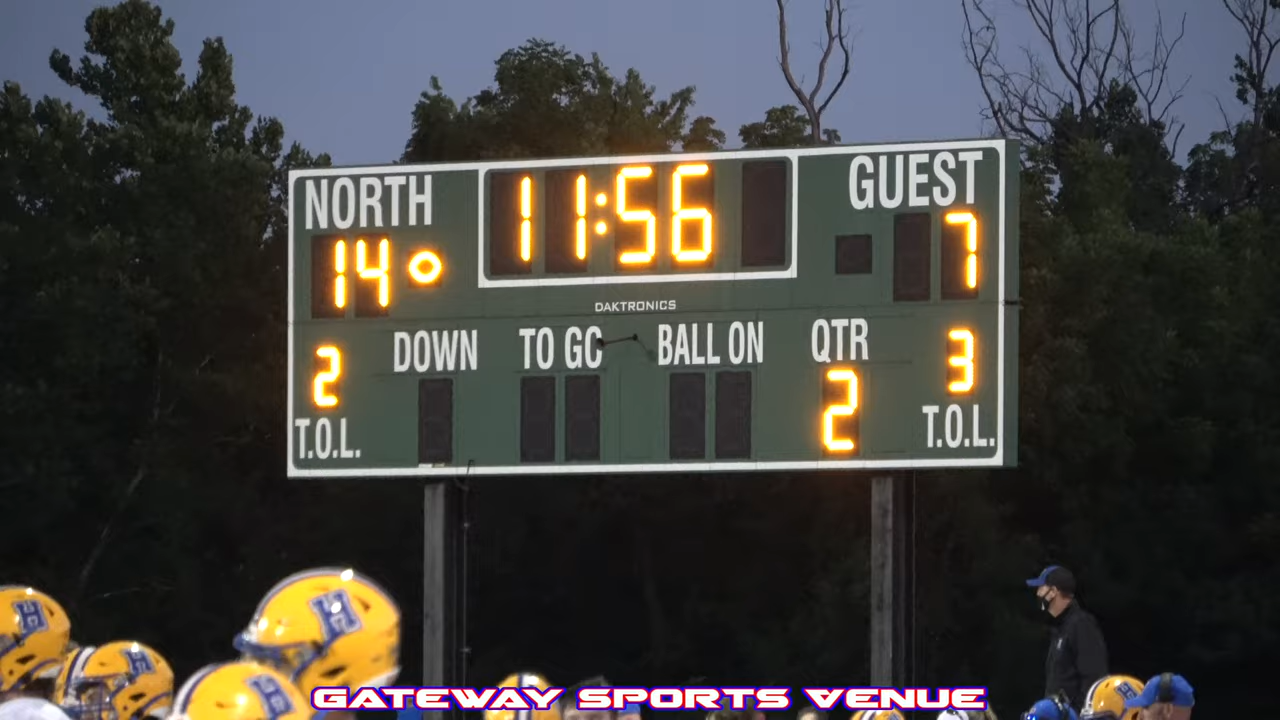 NORTH 11:56 GUEST
14 7
DAKTRONICS
DOWN TO GO BALL ON QTR
2 2 3
T.O.L. T.O.L.
H H H H H
GATEWAY SPORTS VENUE